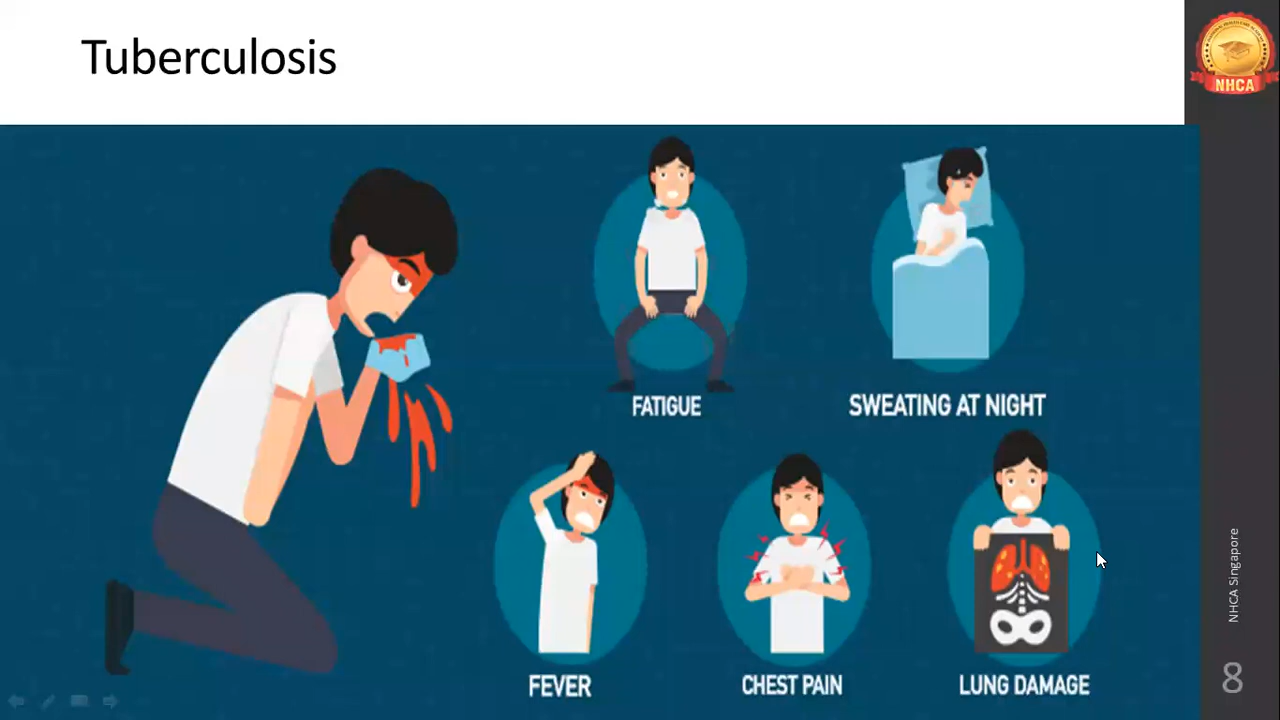 Tuberculosis
NHCA
FATIGUE
SWEATING AT NIGHT
FEVER
CHEST PAIN
LUNG DAMAGE
NHCA Singapore
8